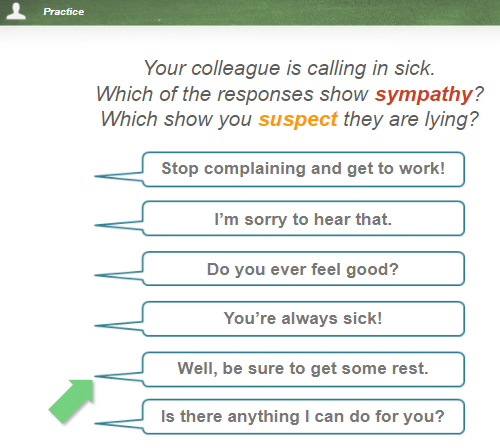 Practice
Your colleague is calling in sick.
Which of the responses show sympathy?
Which show you suspect they are lying?
Stop complaining and get to work!
I'm sorry to hear that.
Do you ever feel good?
You're always sick!
Well, be sure to get some rest.
Is there anything I can do for you?